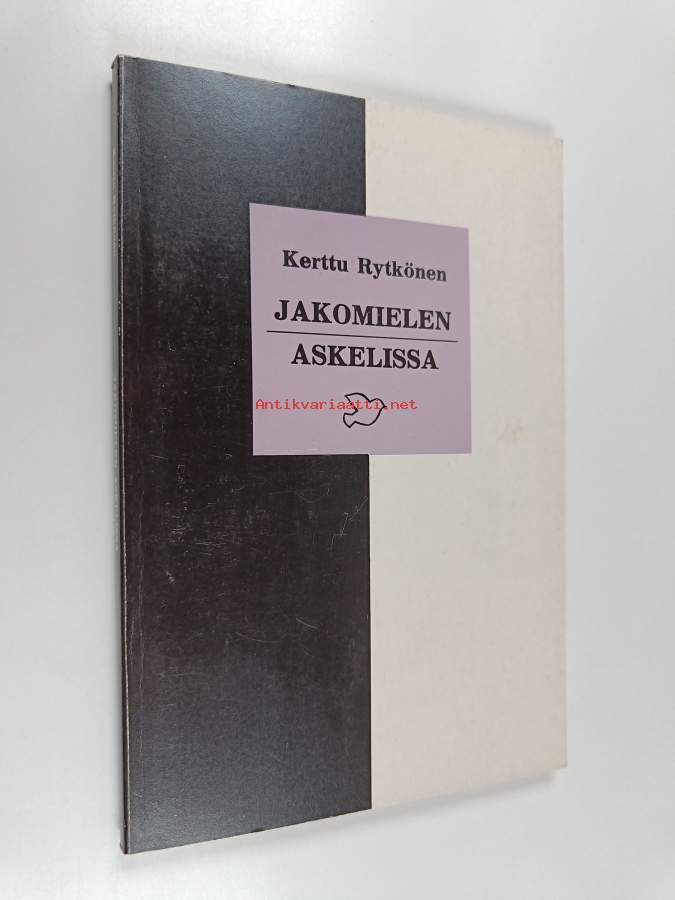 Kerttu Rytkönen
JAKOMIELEN
ASKELISSA
Antikvariaatti.net